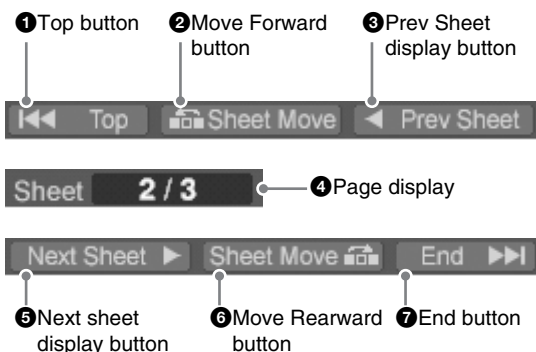 ❶Top button
❷Move Forward
button
❸Prev Sheet
display button
Top
Sheet Move
Prev Sheet
Sheet 2 / 3
❹Page display
Next Sheet
Sheet Move
End
❺Next sheet
display button
❻Move Rearward
button
❼End button